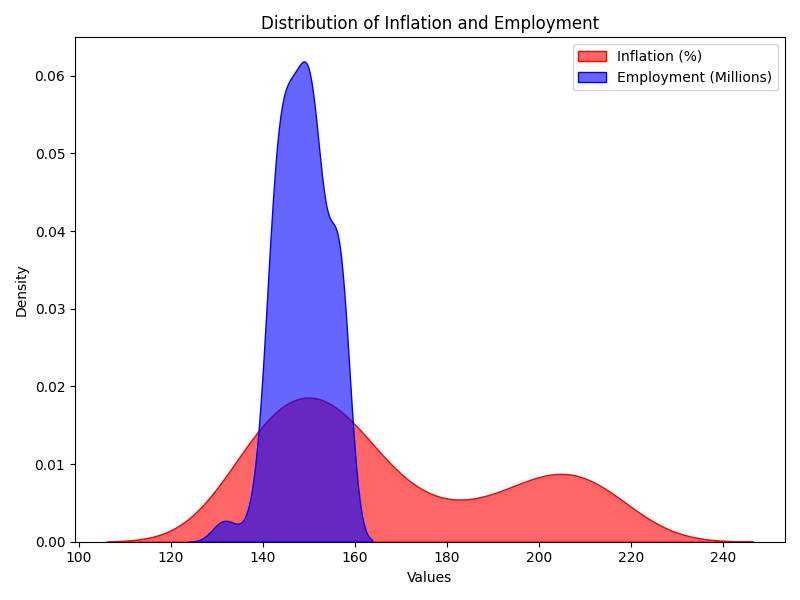 Distribution of Inflation and Employment
Inflation (%)
Employment (Millions)
0.06
0.05
0.04
0.03
0.02
0.01
0.00
Density
100 120 140 160 180 200 220 240
Values